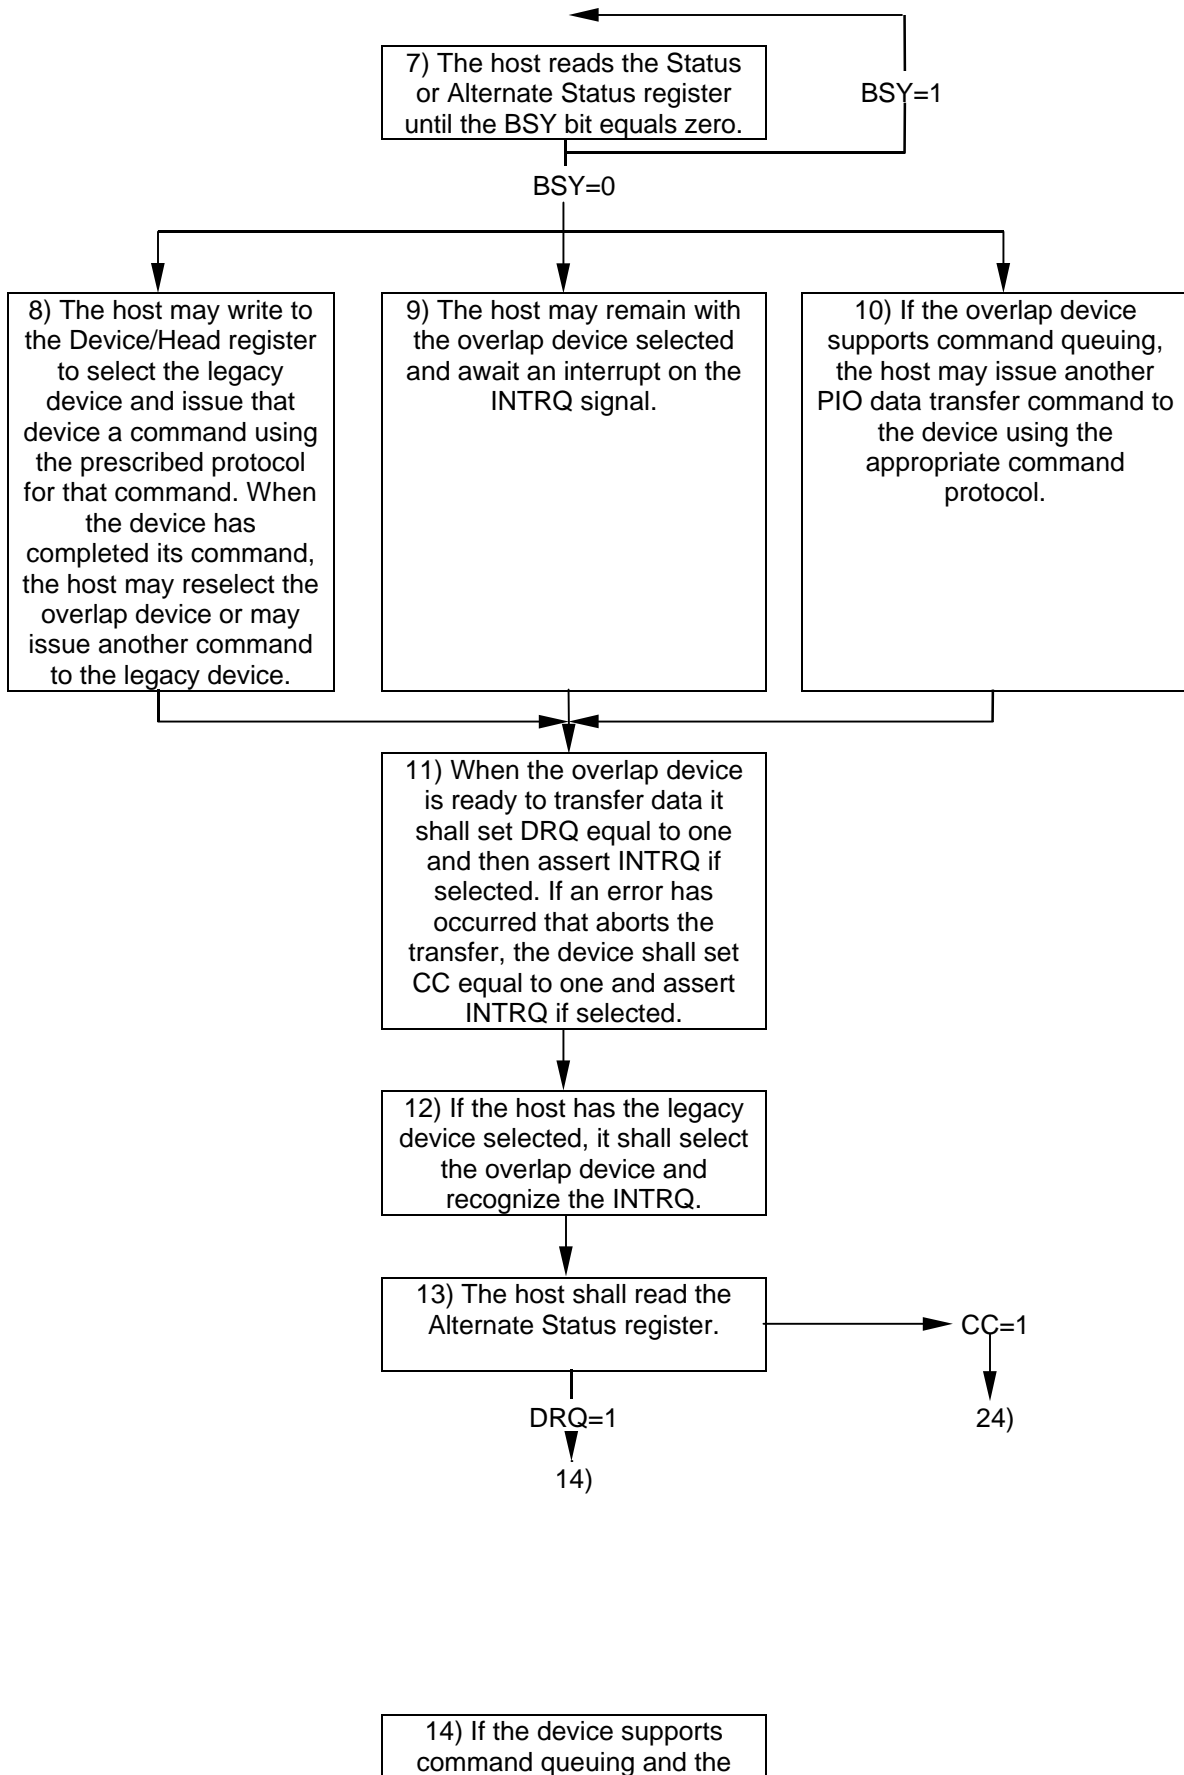 7) The host reads the Status
or Alternate Status register
until the BSY bit equals zero.
BSY=1
BSY=0
8) The host may write to
the Device/Head register
to select the legacy
device and issue that
device a command using
the prescribed protocol
for that command. When
the device has
completed its command,
the host may reselect the
overlap device or may
issue another command
to the legacy device.
9) The host may remain with
the overlap device selected
and await an interrupt on the
INTRQ signal.
10) If the overlap device
supports command queuing,
the host may issue another
PIO data transfer command to
the device using the
appropriate command
protocol.
11) When the overlap device
is ready to transfer data it
shall set DRQ equal to one
and then assert INTRQ if
selected. If an error has
occurred that aborts the
transfer, the device shall set
CC equal to one and assert
INTRQ if selected.
12) If the host has the legacy
device selected, it shall select
the overlap device and
recognize the INTRQ.
13) The host shall read the
Alternate Status register.
CC=1
DRQ=1
24)
14)
14) If the device supports
command queuing and the